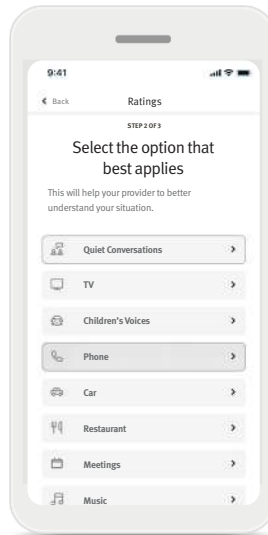 9:41
Back Ratings
STEP 2 OF 3
Select the option that
best applies
This will help your provider to better
understand your situation.
Quiet Conversations
TV
Children's Voices
Phone
Car
Restaurant
Meetings
Music